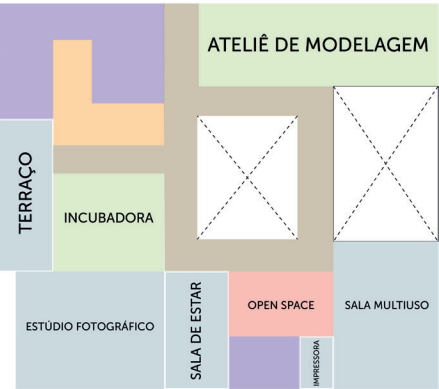 ATELIÊ DE MODELAGEM
TERRAÇO
INCUBADORA
ESTÚDIO FOTOGRÁFICO
SALA DE ESTAR
OPEN SPACE
IMPRESSORA
SALA MULTIUSO